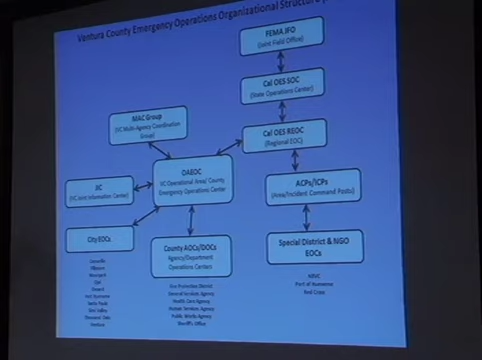 Ventura County Emergency Operations Organizational Structure
FEMA JFO
(Joint Field Office)
Cal OES SOC
(State Operations Center)
MAC Group
(VC Multi-Agency Coordination
Group)
Cal OES REOC
(Regional EOC)
OAEOC
VC Operational Area/ County
Emergency Operations Center
JIC
(VC Joint Information Center)
ACPs/ICPs
(Area/Incident Command Posts)
City EOCs
County AOCs/DOCs
Agency/Department
Operations Centers
Special District & NGO
EOCs
Camarillo
Fillmore
Moorpark
Ojai
Oxnard
Port Hueneme
Santa Paula
Simi Valley
Thousand Oaks
Ventura
Fire Protection District
General Services Agency
Health Care Agency
Human Services Agency
Public Works Agency
Sheriff's Office
Port of Hueneme
Red Cross